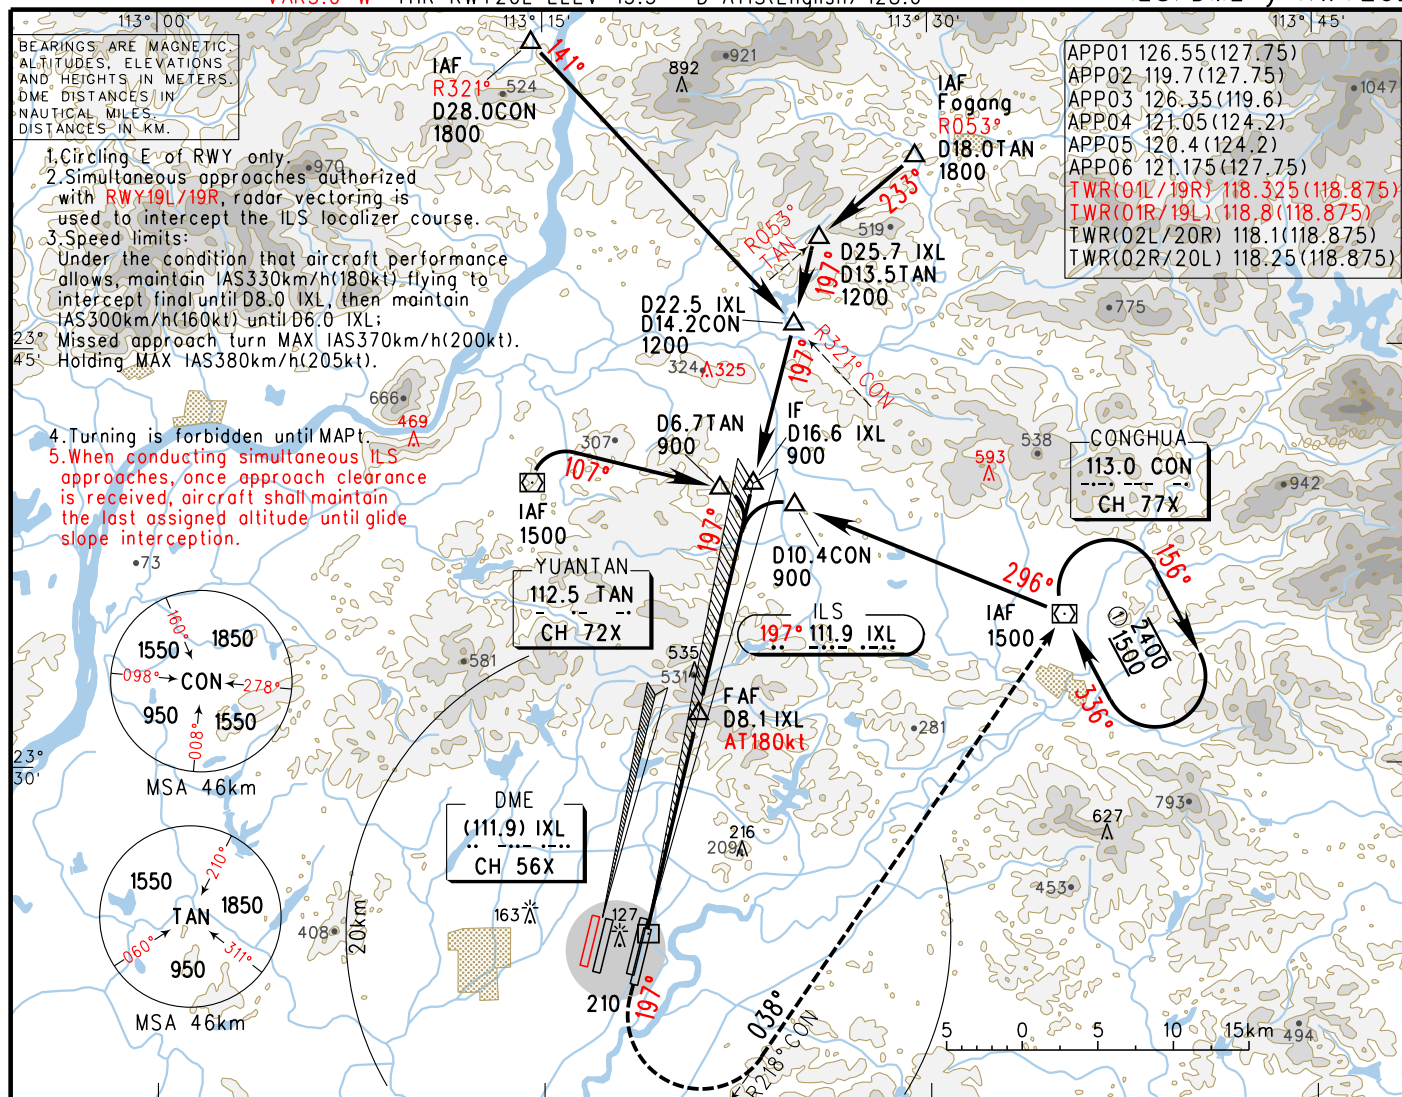 VAR3.0° W THR RWY20L ELEV 15.5 D-ATIS(English) 128.6
113° 00'
113° 15'
113° 30'
113° 45'
BEARINGS ARE MAGNETIC.
ALTITUDES, ELEVATIONS
AND HEIGHTS IN METERS.
DME DISTANCES IN
NAUTICAL MILES.
DISTANCES IN KM.
1.Circling E of RWY only.
2.Simultaneous approaches authorized
with RWY19L/19R, radar vectoring is
used to intercept the ILS localizer course.
3.Speed limits:
Under the condition that aircraft performance
allows, maintain IAS330km/h(180kt) flying to
intercept final until D8.0 IXL, then maintain
IAS300km/h(160kt) until D6.0 IXL;
Missed approach turn MAX IAS370km/h(200kt).
Holding MAX IAS380km/h(205kt).
4.Turning is forbidden until MAPt.
5.When conducting simultaneous ILS
approaches, once approach clearance
is received, aircraft shall maintain
the last assigned altitude until glide
slope interception.
APP01 126.55(127.75)
APP02 119.7(127.75)
APP03 126.35(119.6)
APP04 121.05(124.2)
APP05 120.4(124.2)
APP06 121.175(127.75)
TWR(01L/19R) 118.325(118.875)
TWR(01R/19L) 118.8(118.875)
TWR(02L/20R) 118.1(118.875)
TWR(02R/20L) 118.25(118.875)
IAF
R321°
D28.0CON
1800
141°
524
892
921
1047
970
IAF
Fogang
R053°
D18.0TAN
1800
233°
519
R053°
TAN
D25.7 IXL
D13.5TAN
1200
197°
775
D22.5 IXL
D14.2CON
1200
R321° CON
197°
324
325
23°
45'
666
469
307
D6.7TAN
900
IF
D16.6 IXL
900
107°
IAF
1500
197°
D10.4CON
900
593
538
942
CONGHUA
113.0 CON
CH 77X
296°
156°
IAF
1500
① 2400
1500
336°
73
YUANTAN
112.5 TAN
CH 72X
ILS
197° 111.9 IXL
535
531
581
FAF
D8.1 IXL
AT180kt
281
160°
1550
1850
098°
CON
278°
950
1550
008°
MSA 46km
23°
30'
DME
(111.9) IXL
CH 56X
216
209
793
627
453
210°
1550
1850
TAN
060°
311°
950
MSA 46km
408
20km
163
127
210
197°
038°
R218°CON
5 0 5 10 15km
494